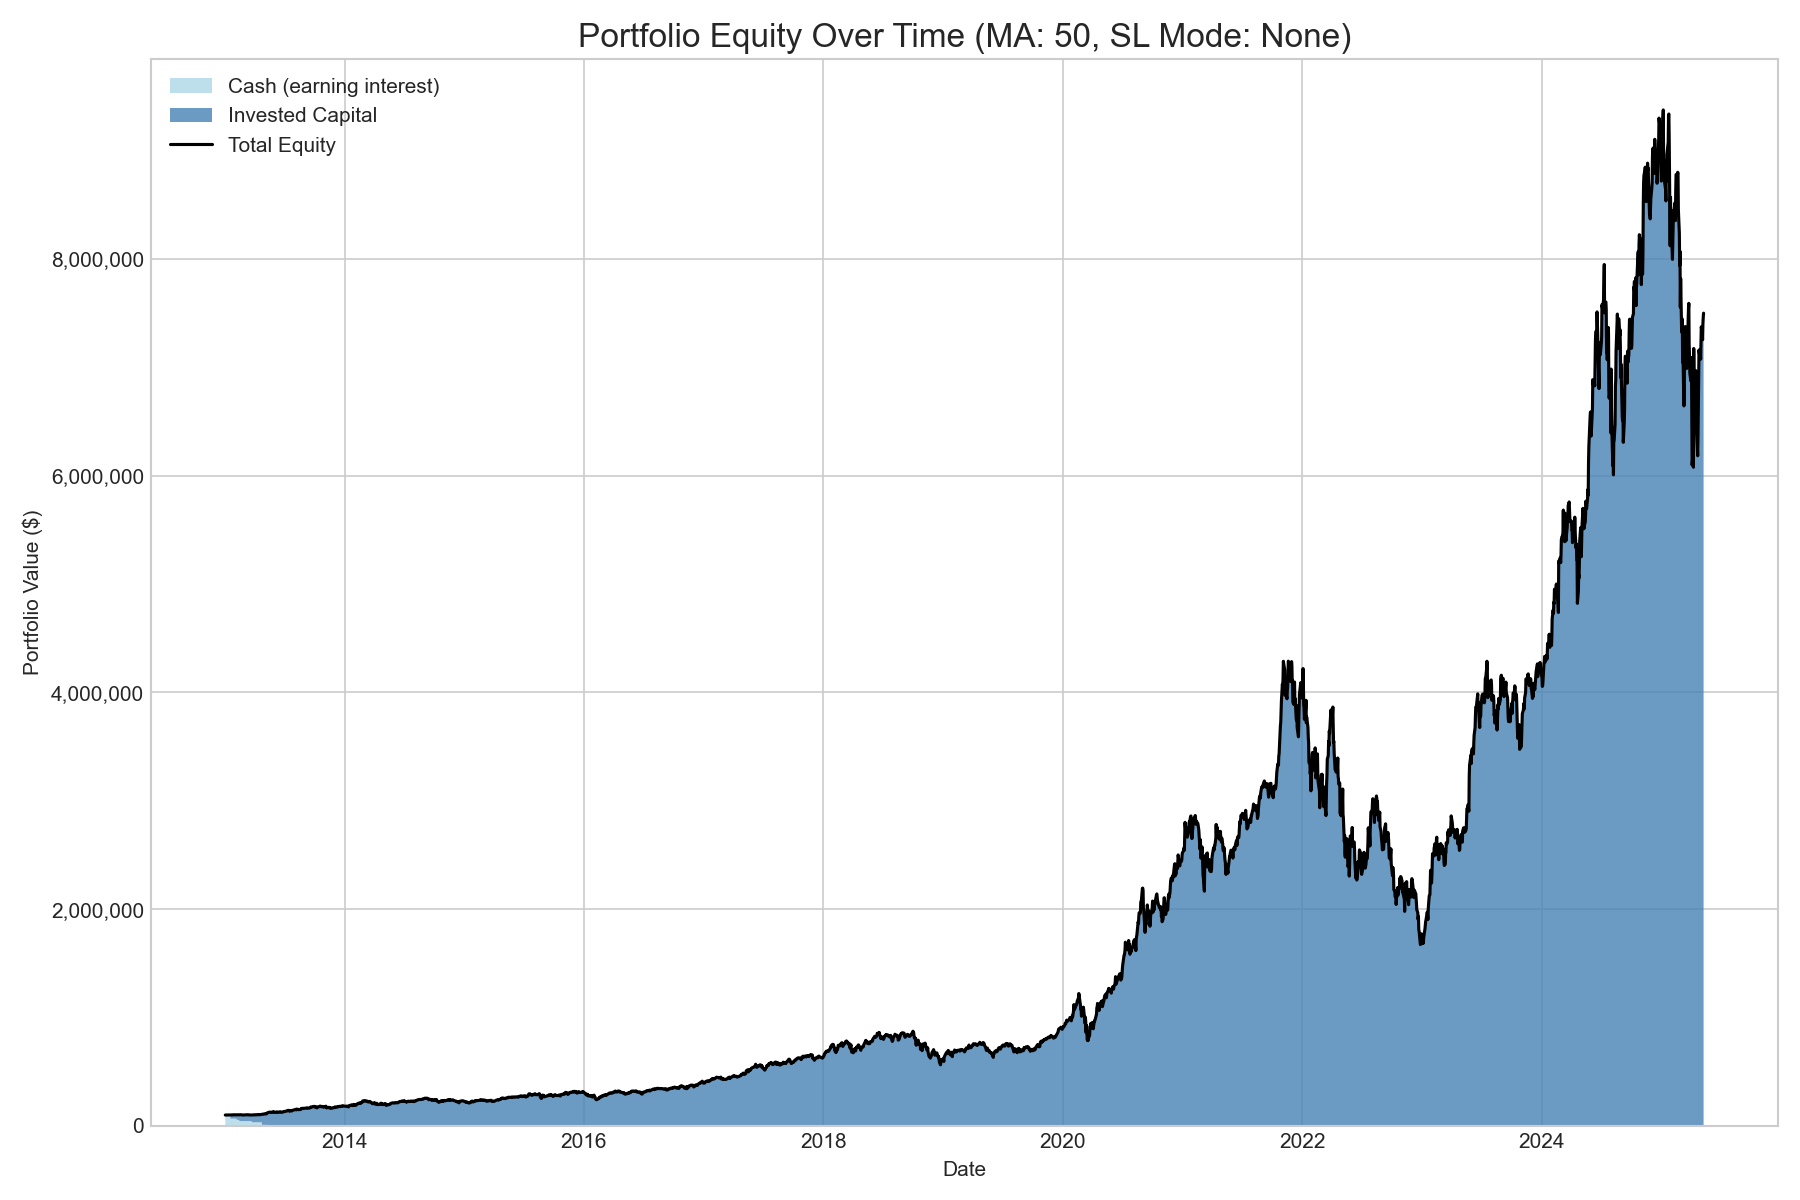 Portfolio Equity Over Time (MA: 50, SL Mode: None)
Cash (earning interest)
Invested Capital
Total Equity
8,000,000
6,000,000
4,000,000
2,000,000
0
Portfolio Value ($)
2014
2016
2018
2020
2022
2024
Date